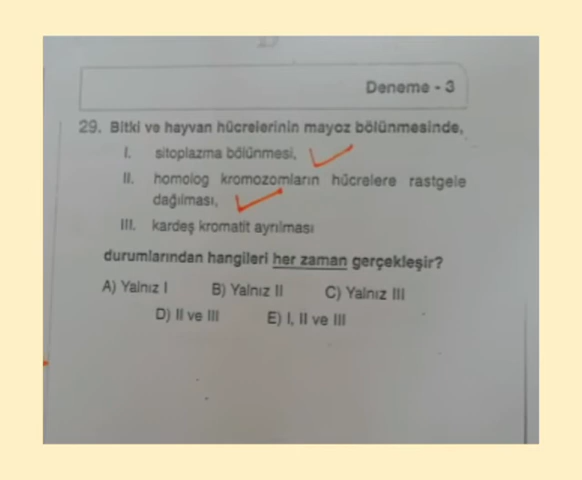 Deneme - 3
29. Bitki ve hayvan hücrelerinin mayoz bölünmesinde,
I. sitoplazma bölünmesi,
II. homolog kromozomların hücrelere rastgele
dağılması,
III. kardeş kromatit ayrılması
durumlarından hangileri her zaman gerçekleşir?
A) Yalnız I B) Yalnız II C) Yalnız III
D) II ve III E) I, II ve III